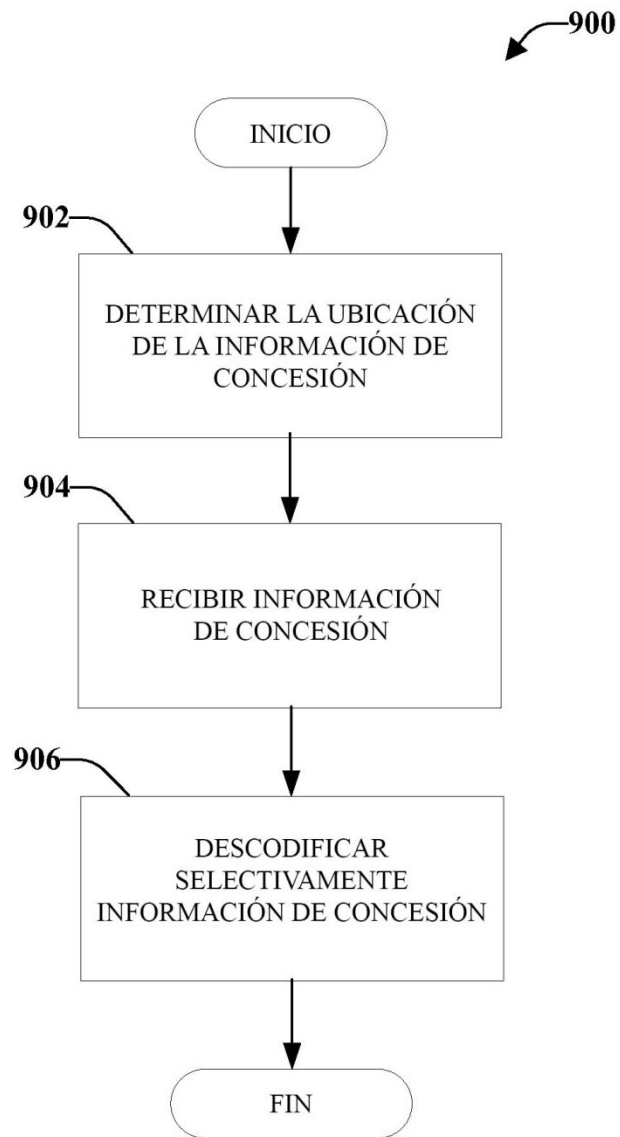 900
INICIO
902
DETERMINAR LA UBICACIÓN
DE LA INFORMACIÓN DE
CONCESIÓN
904
RECIBIR INFORMACIÓN
DE CONCESIÓN
906
DESCODIFICAR
SELECTIVAMENTE
INFORMACIÓN DE CONCESIÓN
FIN